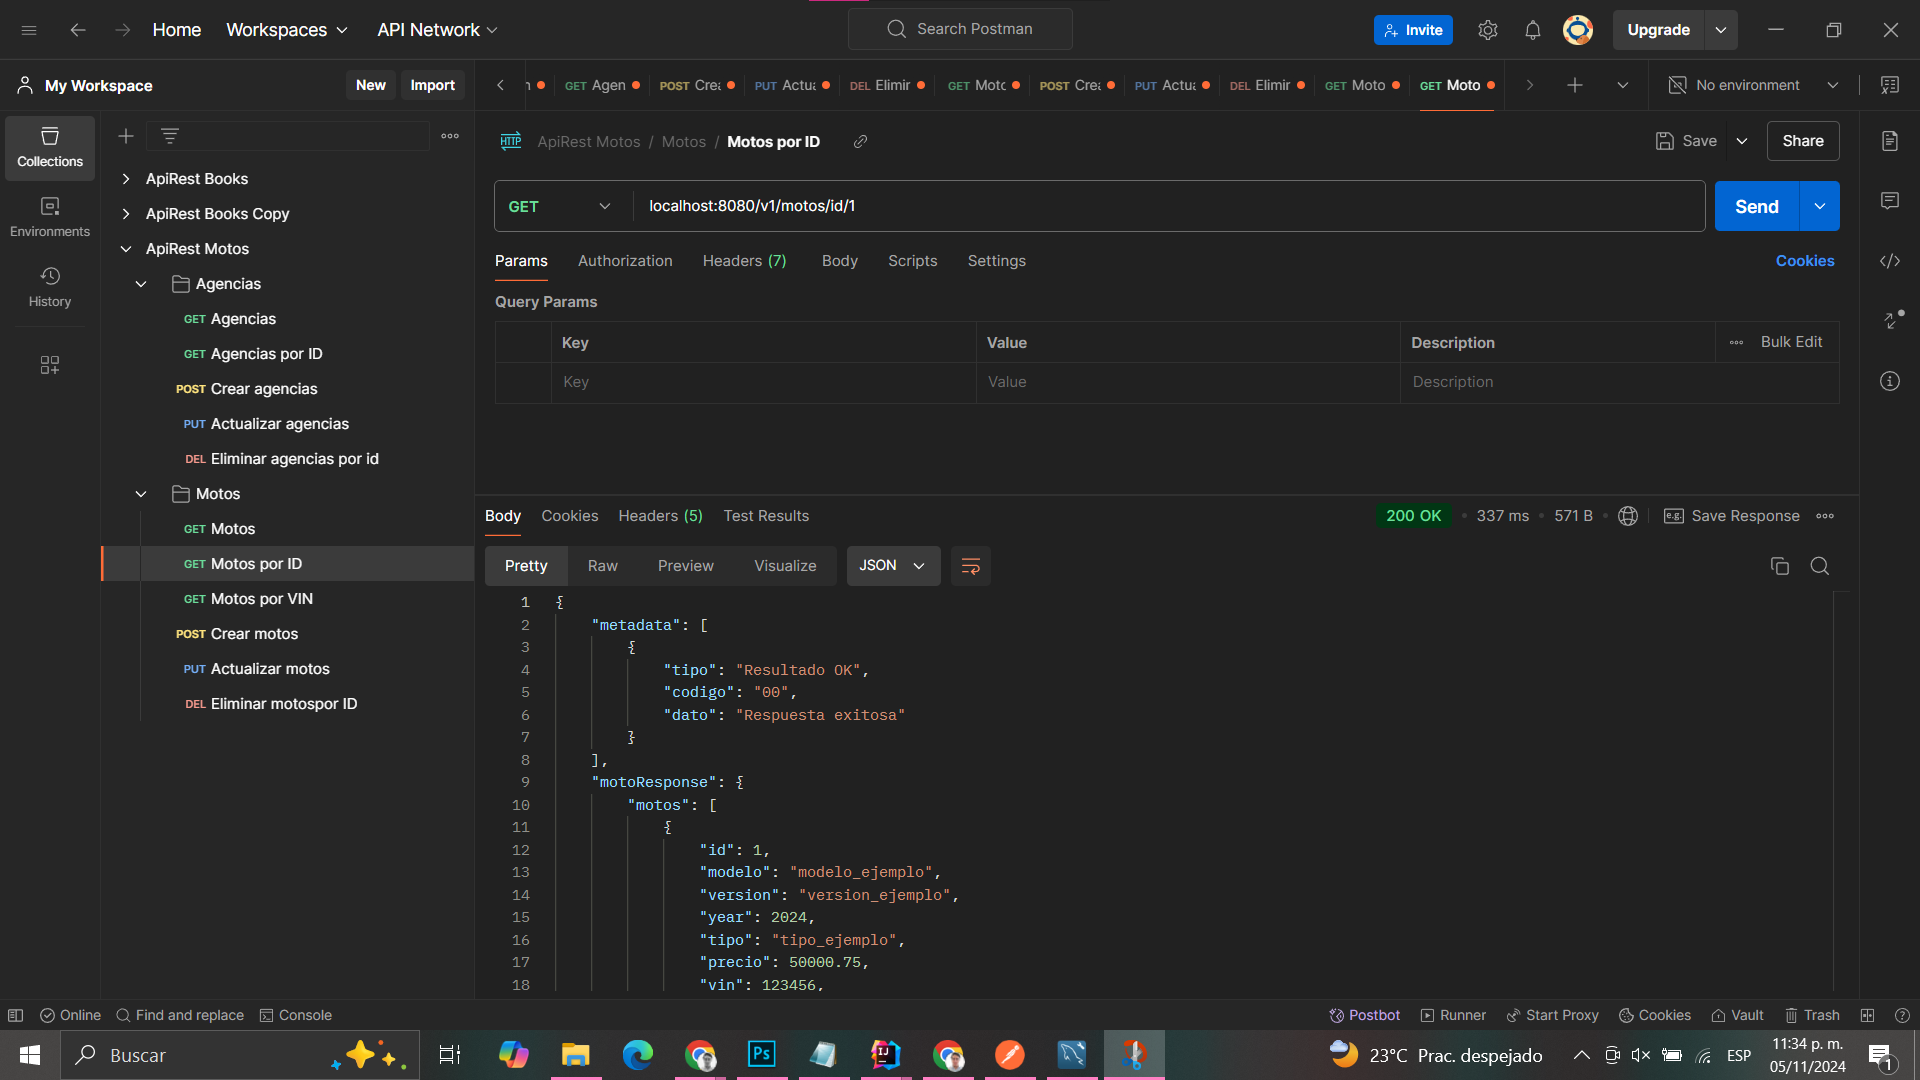 Home
Workspaces
API Network
Search Postman
Invite
Upgrade
My Workspace
New
Import
GET Agen
POST Crea
PUT Actua
DEL Elimir
GET Moto
POST Crea
PUT Actua
DEL Elimir
GET Moto
GET Moto
No environment
Collections
Environments
History
ApiRest Books
ApiRest Books Copy
ApiRest Motos
Agencias
GET Agencias
GET Agencias por ID
POST Crear agencias
PUT Actualizar agencias
DEL Eliminar agencias por id
Motos
GET Motos
GET Motos por ID
GET Motos por VIN
POST Crear motos
PUT Actualizar motos
DEL Eliminar motospor ID
HTTP ApiRest Motos / Motos / Motos por ID
Save
Share
GET
localhost:8080/v1/motos/id/1
Send
Params
Authorization
Headers (7)
Body
Scripts
Settings
Cookies
Query Params
Key
Value
Description
Bulk Edit
Key
Value
Description
Body
Cookies
Headers (5)
Test Results
200 OK
337 ms
571 B
e.g. Save Response
Pretty
Raw
Preview
Visualize
JSON
1 {
2 "metadata": [
3 {
4 "tipo": "Resultado OK",
5 "codigo": "00",
6 "dato": "Respuesta exitosa"
7 }
8 ],
9 "motoResponse": {
10 "motos": [
11 {
12 "id": 1,
13 "modelo": "modelo_ejemplo",
14 "version": "version_ejemplo",
15 "year": 2024,
16 "tipo": "tipo_ejemplo",
17 "precio": 50000.75,
18 "vin": 123456,
Online
Find and replace
Console
Postbot
Runner
Start Proxy
Cookies
Vault
Trash
Buscar
Ps
IJ
23°C Prac. despejado
ESP
11:34 p. m.
05/11/2024
1